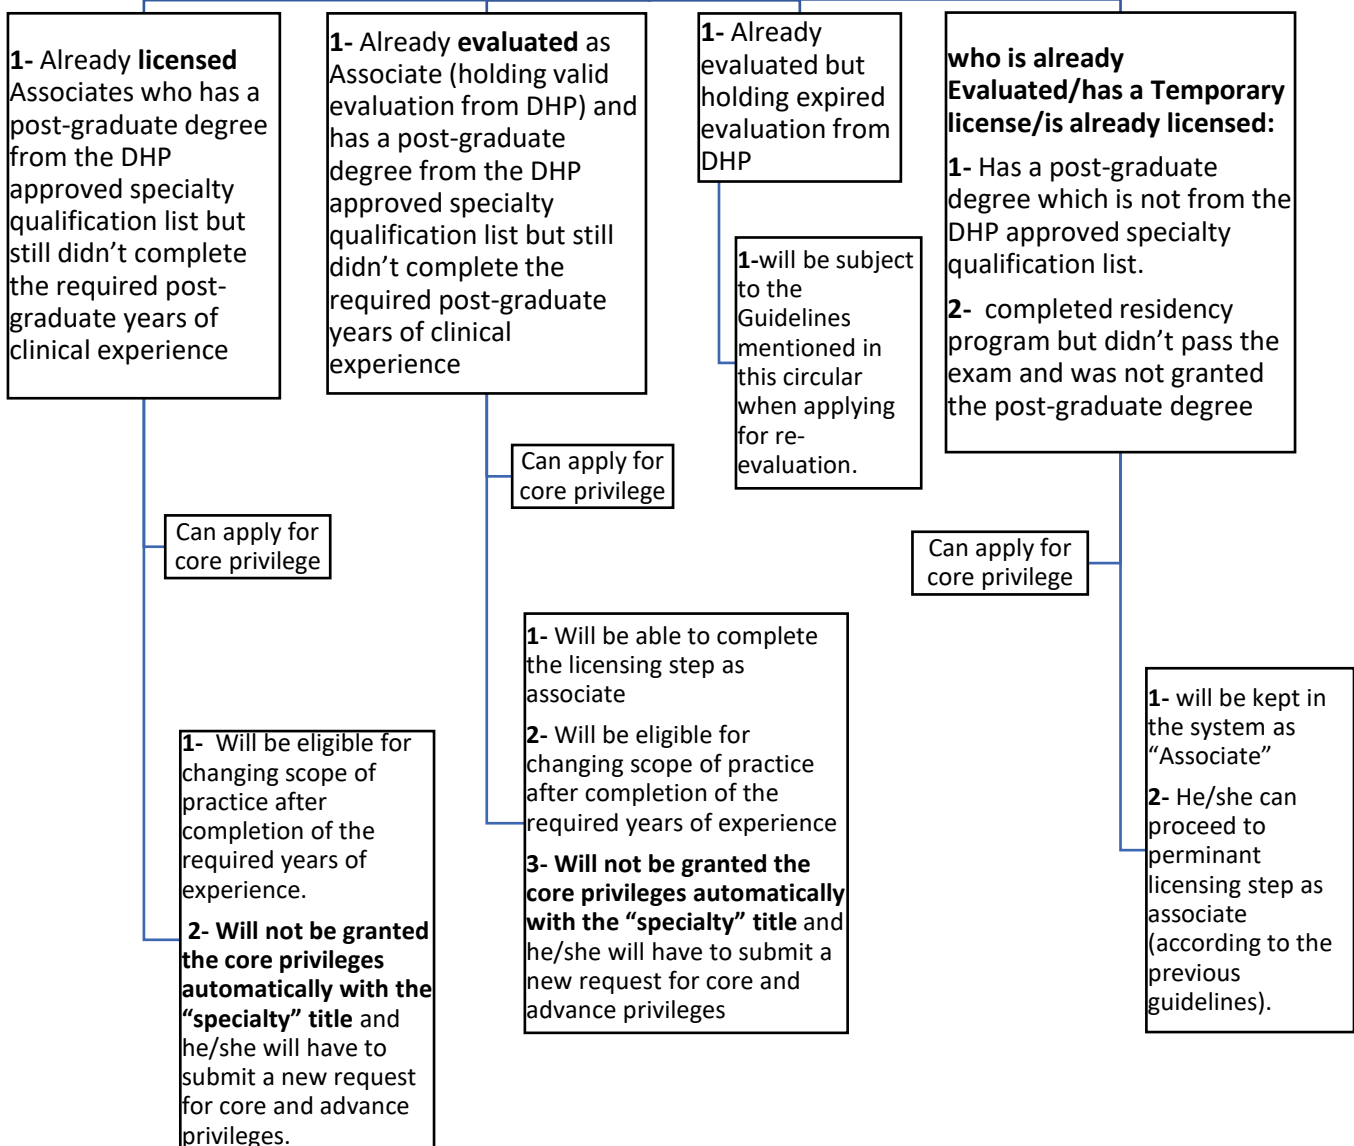 1- Already licensed
Associates who has a
post-graduate degree
from the DHP
approved specialty
qualification list but
still didn’t complete
the required post-
graduate years of
clinical experience
Can apply for
core privilege
1- Will be eligible for
changing scope of
practice after
completion of the
required years of
experience.
2- Will not be granted
the core privileges
automatically with the
“specialty” title and
he/she will have to
submit a new request
for core and advance
privileges.
1- Already evaluated as
Associate (holding valid
evaluation from DHP) and
has a post-graduate
degree from the DHP
approved specialty
qualification list but still
didn’t complete the
required post-graduate
years of clinical
experience
Can apply for
core privilege
1- Will be able to complete
the licensing step as
associate
2- Will be eligible for
changing scope of practice
after completion of the
required years of experience
3- Will not be granted the
core privileges automatically
with the “specialty” title and
he/she will have to submit a
new request for core and
advance privileges
1- Already
evaluated but
holding expired
evaluation from
DHP
1-will be subject
to the
Guidelines
mentioned in
this circular
when applying
for re-
evaluation.
who is already
Evaluated/has a Temporary
license/is already licensed:
1- Has a post-graduate
degree which is not from the
DHP approved specialty
qualification list.
2- completed residency
program but didn’t pass the
exam and was not granted
the post-graduate degree
Can apply for
core privilege
1- will be kept in
the system as
“Associate”
2- He/she can
proceed to
perminant
licensing step as
associate
(according to the
previous
guidelines).